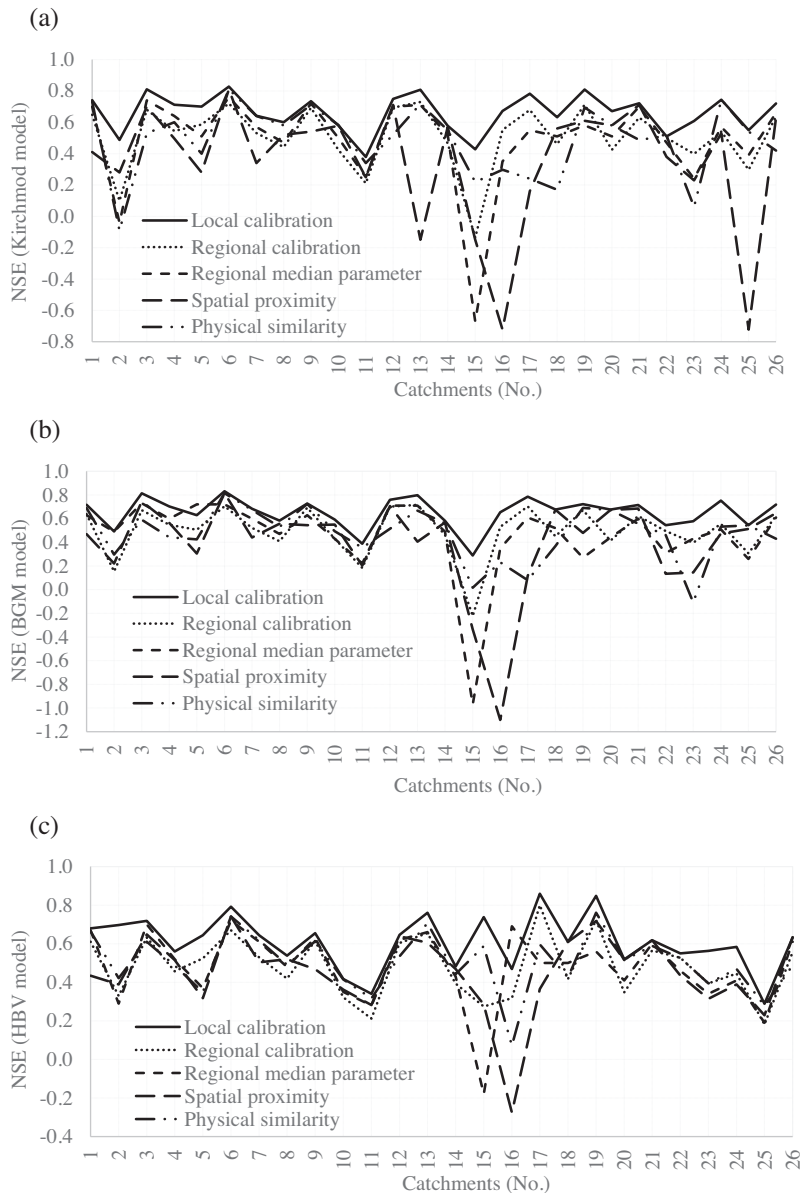 (a)
1.0
0.8
0.6
0.4
0.2
0.0
-0.2
-0.4
-0.6
-0.8
NSE (Kirchmod model)
Local calibration
Regional calibration
Regional median parameter
Spatial proximity
Physical similarity
1 2 3 4 5 6 7 8 9 10 11 12 13 14 15 16 17 18 19 20 21 22 23 24 25 26
Catchments (No.)
(b)
1.0
0.8
0.6
0.4
0.2
0.0
-0.2
-0.4
-0.6
-0.8
-1.0
-1.2
NSE (BGM model)
Local calibration
Regional calibration
Regional median parameter
Spatial proximity
Physical similarity
1 2 3 4 5 6 7 8 9 10 11 12 13 14 15 16 17 18 19 20 21 22 23 24 25 26
Catchments (No.)
(c)
1.0
0.8
0.6
0.4
0.2
0.0
-0.2
-0.4
NSE (HBV model)
Local calibration
Regional calibration
Regional median parameter
Spatial proximity
Physical similarity
1 2 3 4 5 6 7 8 9 10 11 12 13 14 15 16 17 18 19 20 21 22 23 24 25 26
Catchments (No.)